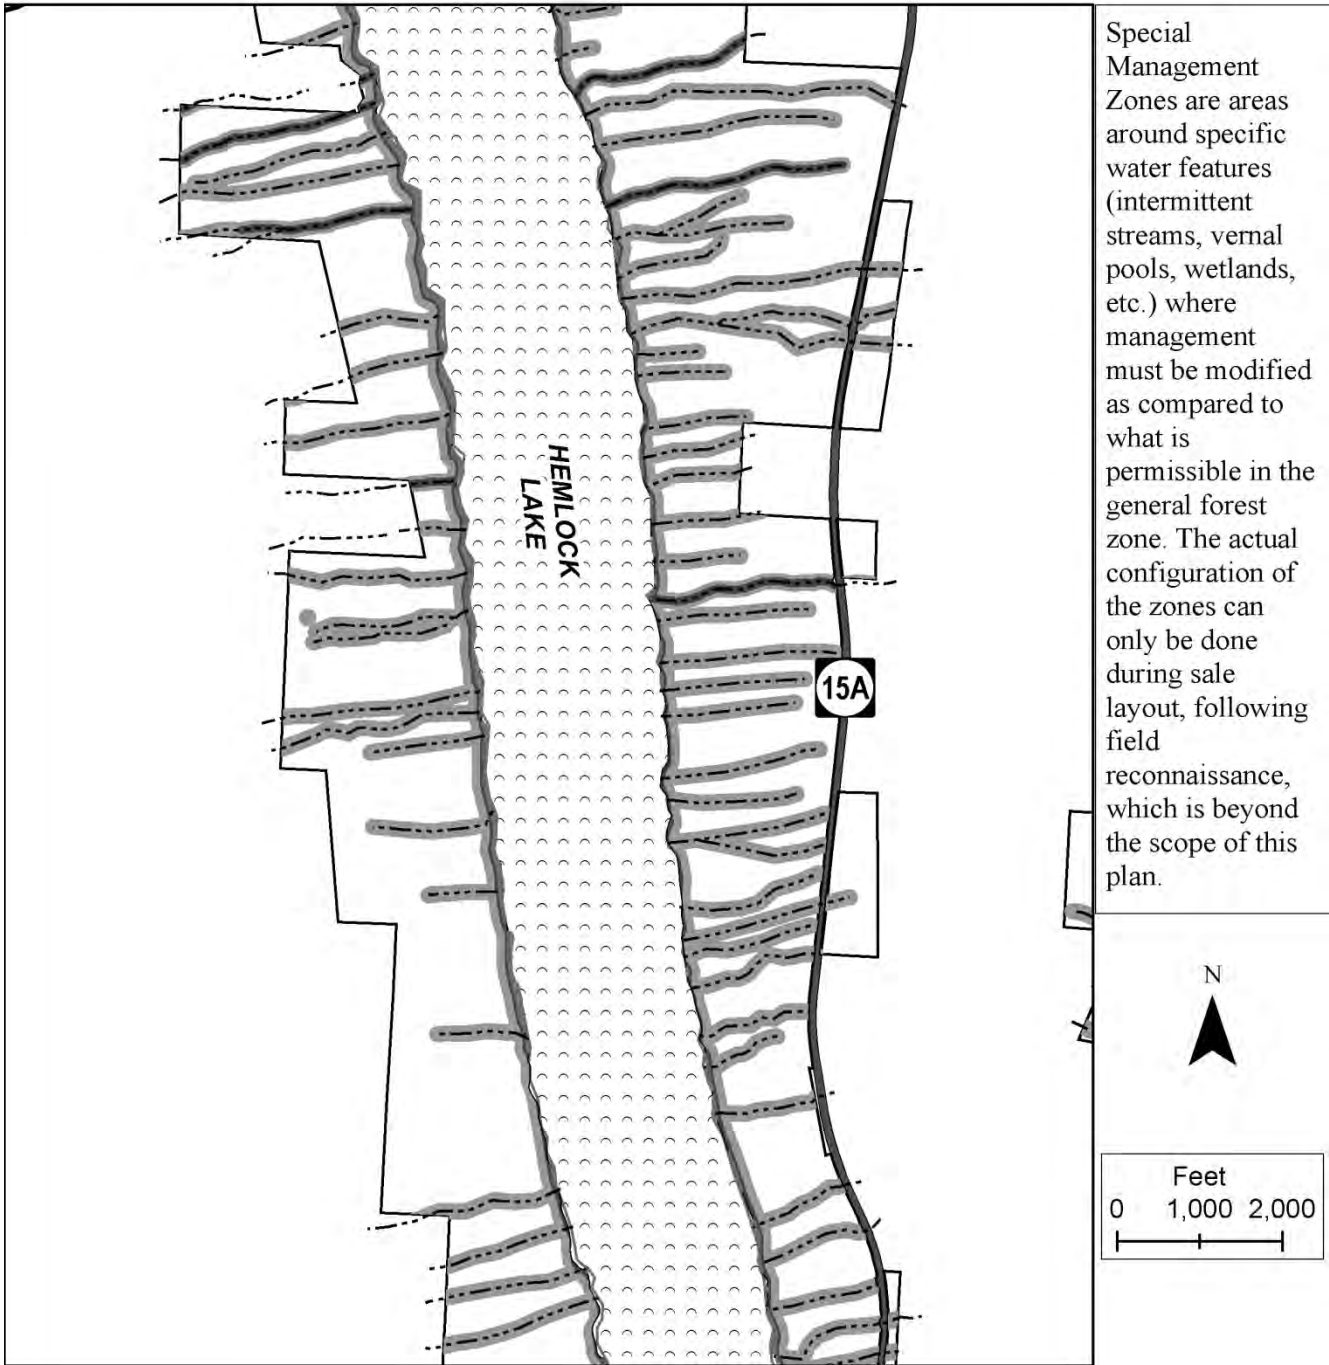 HEMLOCK
LAKE
15A
Special
Management
Zones are areas
around specific
water features
(intermittent
streams, vernal
pools, wetlands,
etc.) where
management
must be modified
as compared to
what is
permissible in the
general forest
zone. The actual
configuration of
the zones can
only be done
during sale
layout, following
field
reconnaissance,
which is beyond
the scope of this
plan.
N
Feet
0 1,000 2,000